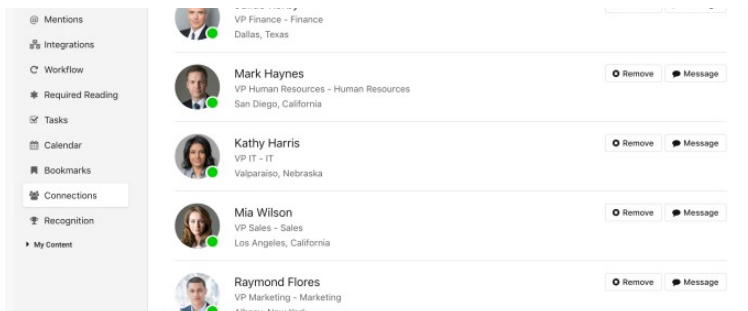 @ Mentions
Integrations
Workflow
Required Reading
Tasks
Calendar
Bookmarks
Connections
Recognition
My Content
VP Finance - Finance
Dallas, Texas
Mark Haynes
VP Human Resources - Human Resources
San Diego, California
Remove Message
Kathy Harris
VP IT - IT
Valparaiso, Nebraska
Remove Message
Mia Wilson
VP Sales - Sales
Los Angeles, California
Remove Message
Raymond Flores
VP Marketing - Marketing
Remove Message